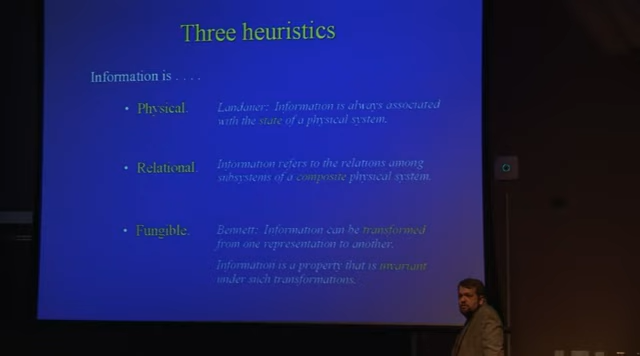 Three heuristics
Information is . . . .
• Physical.
Landauer: Information is always associated
with the state of a physical system.
• Relational.
Information refers to the relations among
subsystems of a composite physical system.
• Fungible.
Bennett: Information can be transformed
from one representation to another.
Information is a property that is invariant
under such transformations.